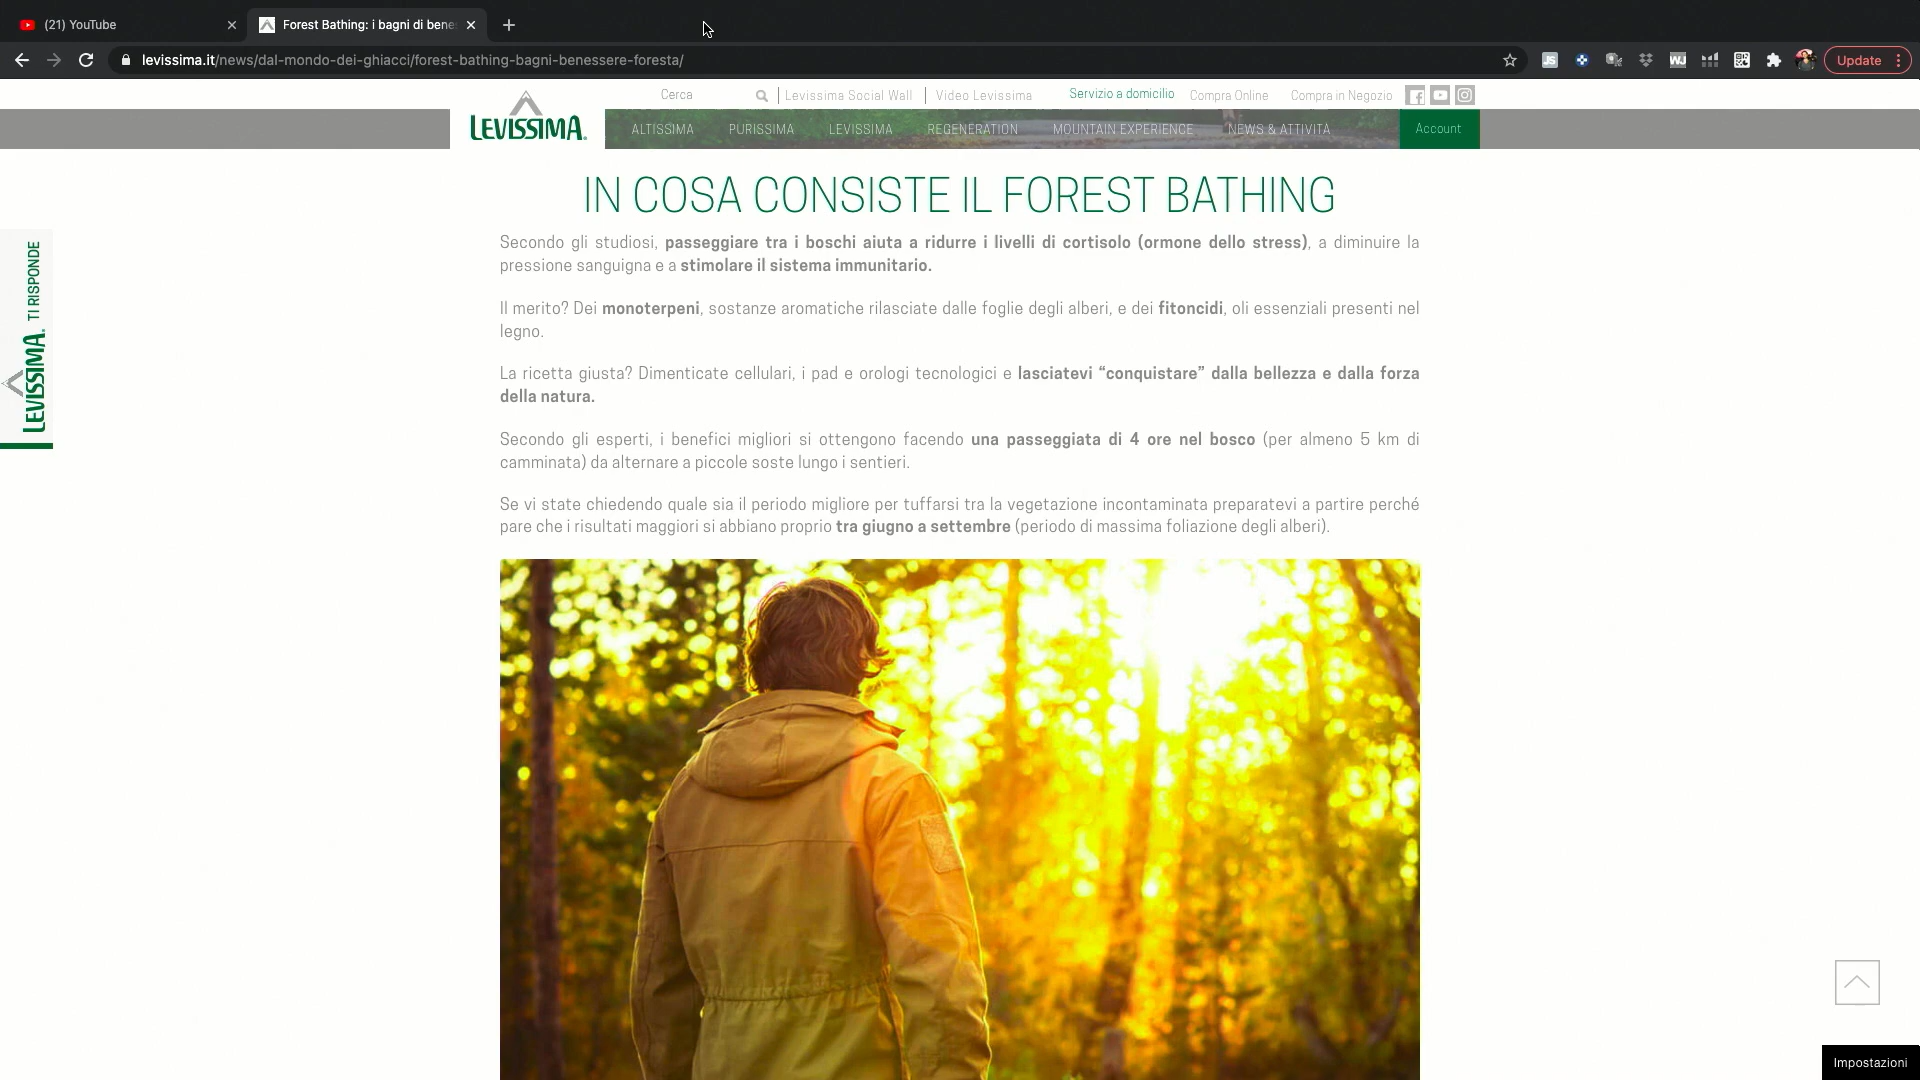 (21) YouTube
Forest Bathing: i bagni di bene
levissima.it/news/dal-mondo-dei-ghiacci/forest-bathing-bagni-benessere-foresta/
Update
Cerca
Levissima Social Wall
Video Levissima
Servizio a domicilio
Compra Online
Compra in Negozio
LEVISSIMA
ALTISSIMA
PURISSIMA
LEVISSIMA
REGENERATION
MOUNTAIN EXPERIENCE
NEWS & ATTIVITÀ
Account
IN COSA CONSISTE IL FOREST BATHING
Secondo gli studiosi, passeggiare tra i boschi aiuta a ridurre i livelli di cortisolo (ormone dello stress), a diminuire la
pressione sanguigna e a stimolare il sistema immunitario.
Il merito? Dei monoterpeni, sostanze aromatiche rilasciate dalle foglie degli alberi, e dei fitoncidi, oli essenziali presenti nel
legno.
La ricetta giusta? Dimenticate cellulari, i pad e orologi tecnologici e lasciatevi “conquistare” dalla bellezza e dalla forza
della natura.
Secondo gli esperti, i benefici migliori si ottengono facendo una passeggiata di 4 ore nel bosco (per almeno 5 km di
camminata) da alternare a piccole soste lungo i sentieri.
Se vi state chiedendo quale sia il periodo migliore per tuffarsi tra la vegetazione incontaminata preparatevi a partire perché
pare che i risultati maggiori si abbiano proprio tra giugno a settembre (periodo di massima foliazione degli alberi).
LEVISSIMA TI RISPONDE
Impostazioni